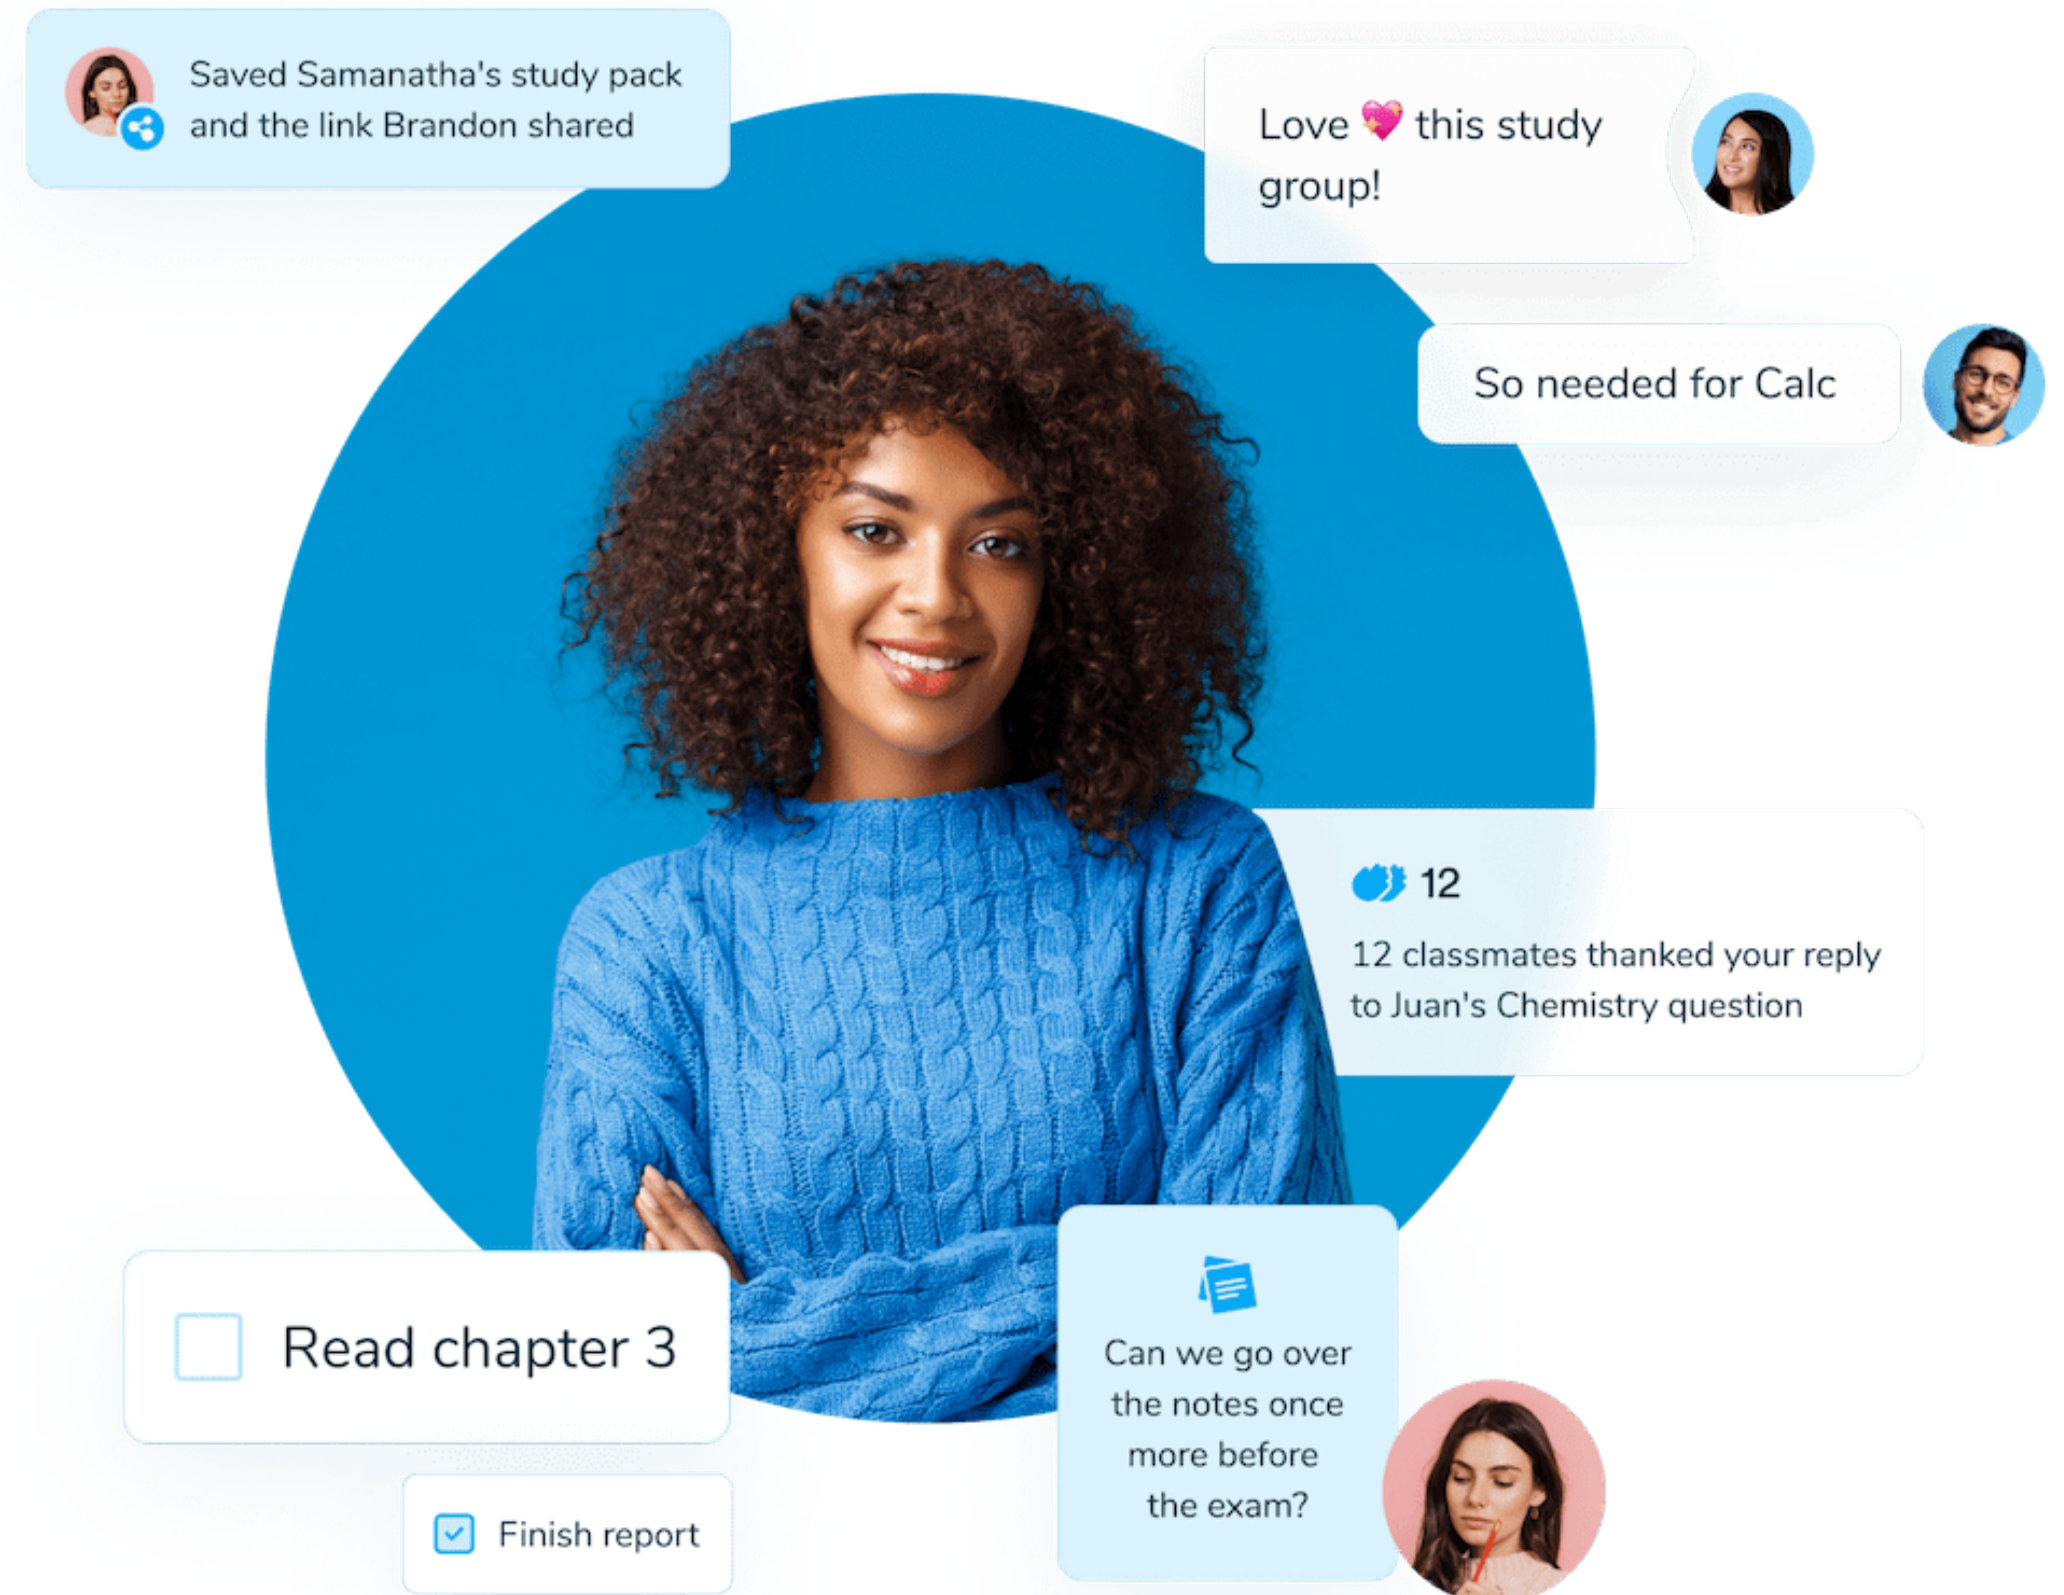 Saved Samanatha's study pack
and the link Brandon shared
Love 💖 this study
group!
So needed for Calc
12
12 classmates thanked your reply
to Juan's Chemistry question
Read chapter 3
Finish report
Can we go over
the notes once
more before
the exam?